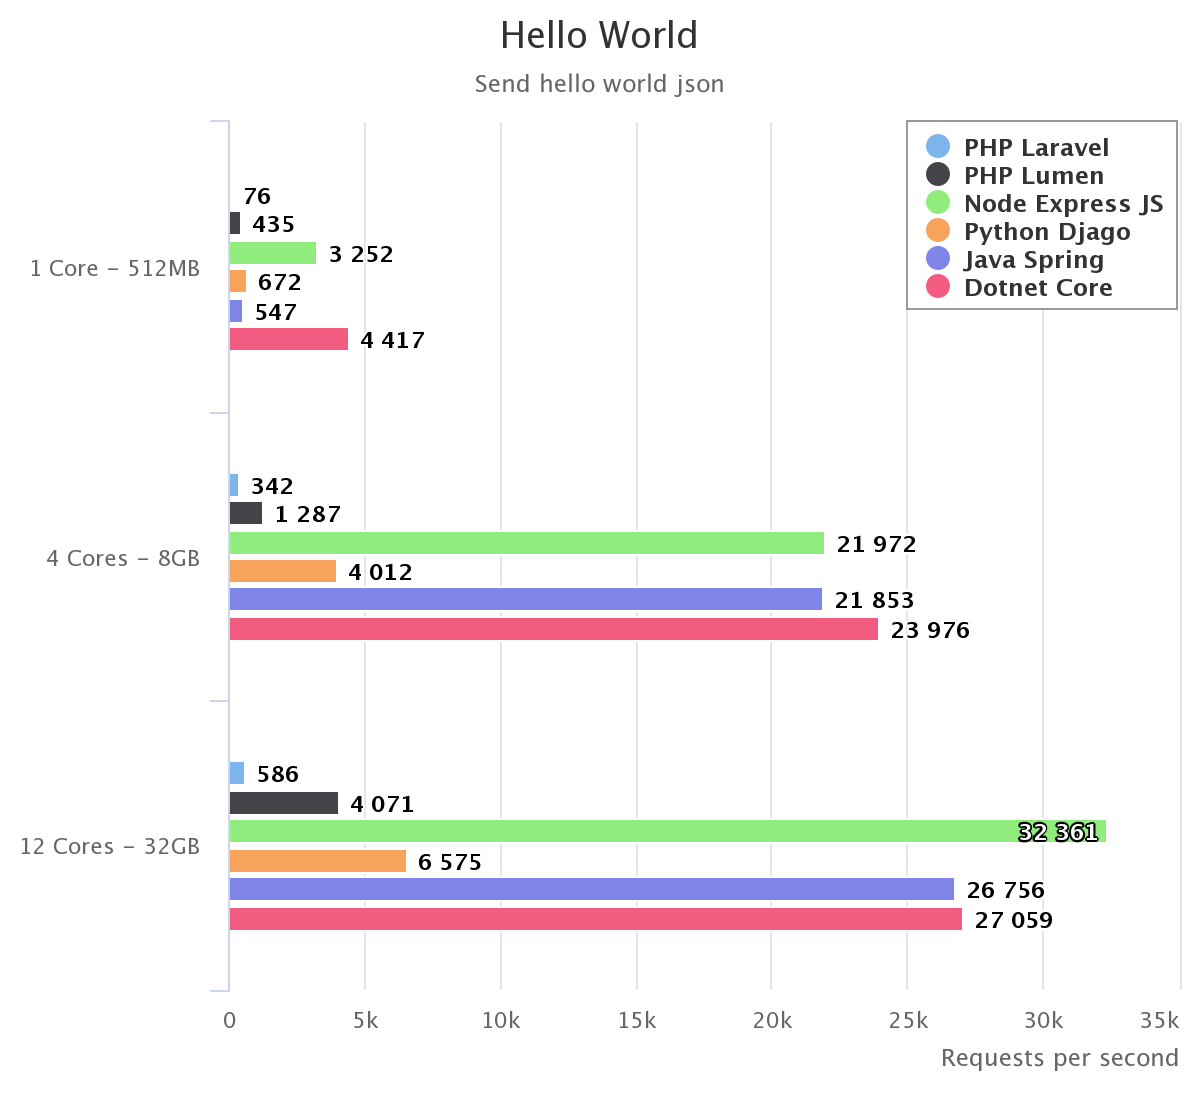 Hello World
Send hello world json
PHP Laravel
PHP Lumen
Node Express JS
Python Djago
Java Spring
Dotnet Core
1 Core – 512MB
76
435
3 252
672
547
4 417
4 Cores – 8GB
342
1 287
21 972
4 012
21 853
23 976
12 Cores – 32GB
586
4 071
32 361
6 575
26 756
27 059
0 5k 10k 15k 20k 25k 30k 35k
Requests per second